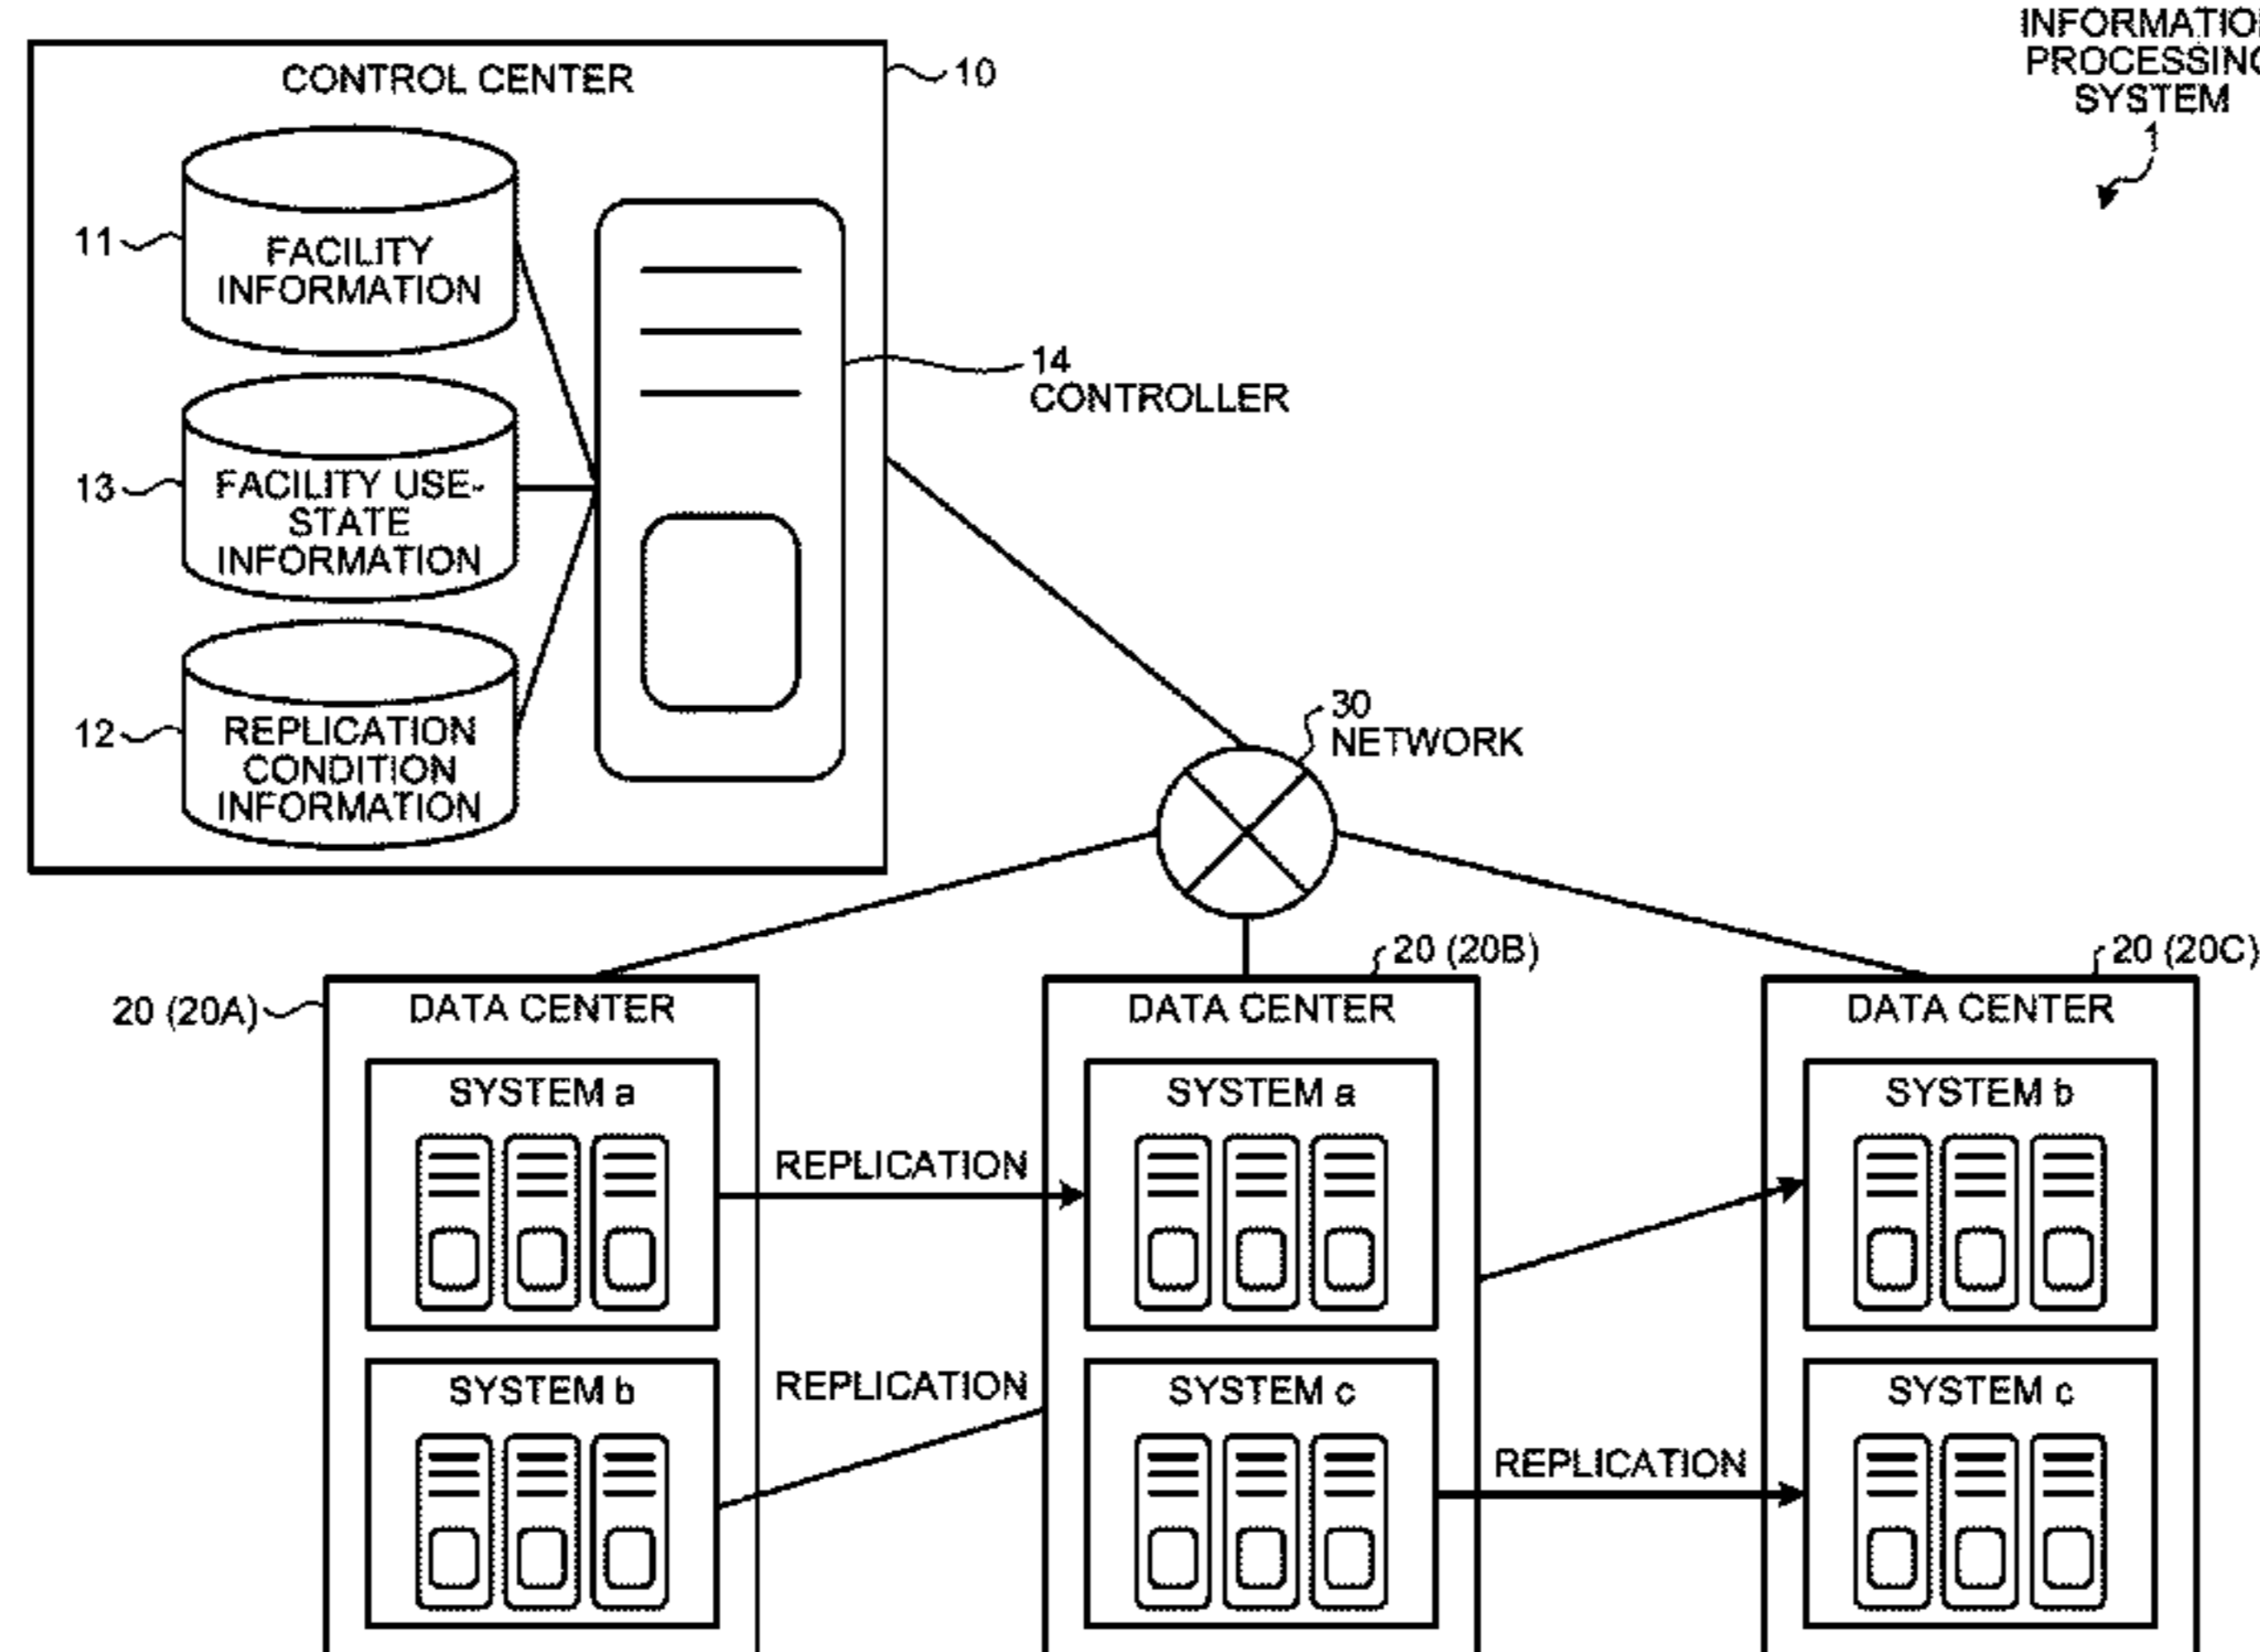 INFORMATION
PROCESSING
SYSTEM
1
CONTROL CENTER
10
11
FACILITY
INFORMATION
14
CONTROLLER
13
FACILITY USE-
STATE
INFORMATION
12
REPLICATION
CONDITION
INFORMATION
30
NETWORK
20 (20A)
DATA CENTER
20 (20B)
DATA CENTER
20 (20C)
DATA CENTER
SYSTEM a
REPLICATION
SYSTEM a
SYSTEM b
SYSTEM b
REPLICATION
SYSTEM c
REPLICATION
SYSTEM c